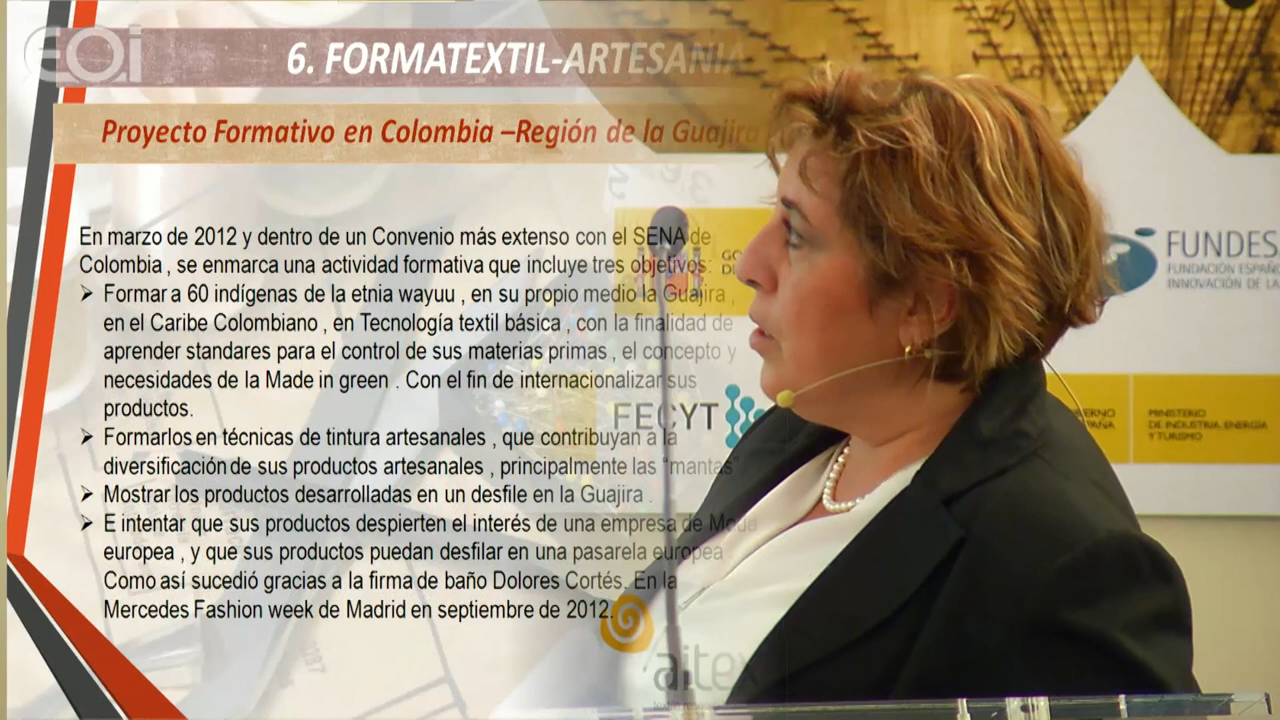 EOi
6. FORMATEXTIL-ARTESANIA
Proyecto Formativo en Colombia –Región de la Guajira
En marzo de 2012 y dentro de un Convenio más extenso con el SENA de
Colombia , se enmarca una actividad formativa que incluye tres objetivos:
➢ Formar a 60 indígenas de la etnia wayuu , en su propio medio la Guajira ,
en el Caribe Colombiano , en Tecnología textil básica , con la finalidad de
aprender standares para el control de sus materias primas , el concepto y
necesidades de la Made in green . Con el fin de internacionalizar sus
productos.
➢ Formarlos en técnicas de tintura artesanales , que contribuyan a la
diversificación de sus productos artesanales , principalmente las “mantas”
➢ Mostrar los productos desarrolladas en un desfile en la Guajira .
➢ E intentar que sus productos despierten el interés de una empresa de Moda
europea , y que sus productos puedan desfilar en una pasarela europea .
Como así sucedió gracias a la firma de baño Dolores Cortés. En la
Mercedes Fashion week de Madrid en septiembre de 2012.
FECYT
aitex
FUNDES
FUNDACIÓN ESPAÑO
INNOVACIÓN DE LA
MINISTERIO
DE INDUSTRIA, ENERGÍA
Y TURISMO